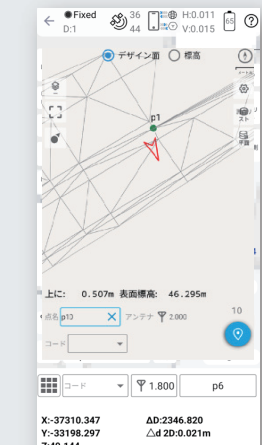 Fixed 36 H:0.011 65
D:1 44 V:0.015
デザイン面 標高
p1
上に: 0.507m 表面標高: 46.295m
点名 p13 アンテナ 2.000 10
コード
コード 1.800 p6
X:-37310.347 ΔD:2346.820
Y:-33198.297 △d 2D:0.021m